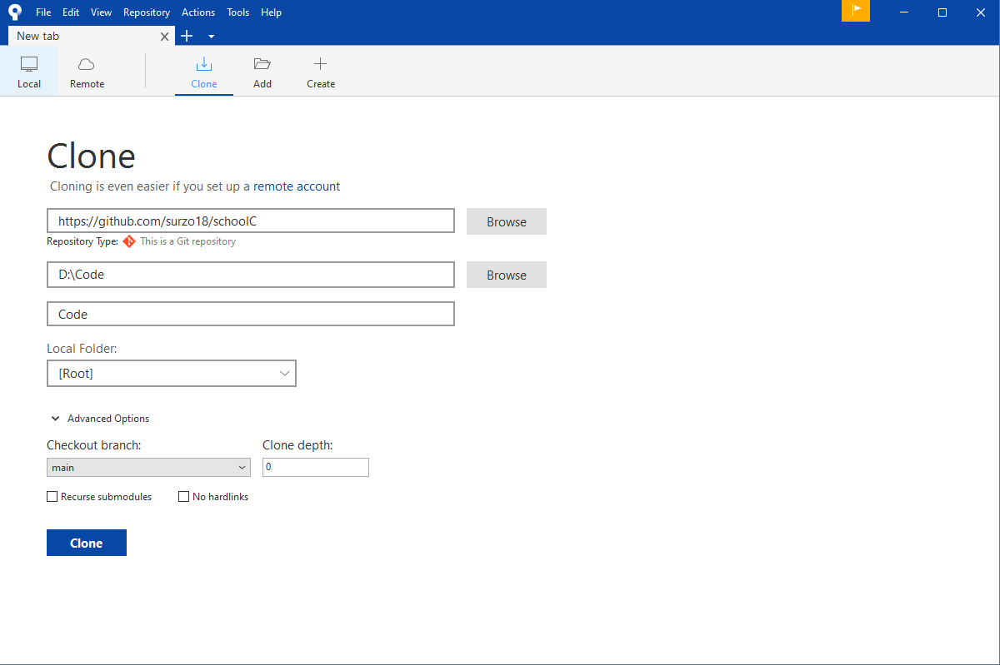 File Edit View Repository Actions Tools Help
New tab
Local Remote Clone Add Create
Clone
Cloning is even easier if you set up a remote account
https://github.com/surzo18/schoolC Browse
Repository Type: This is a Git repository
D:\Code Browse
Code
Local Folder:
[Root]
Advanced Options
Checkout branch: Clone depth:
main 0
Recurse submodules No hardlinks
Clone